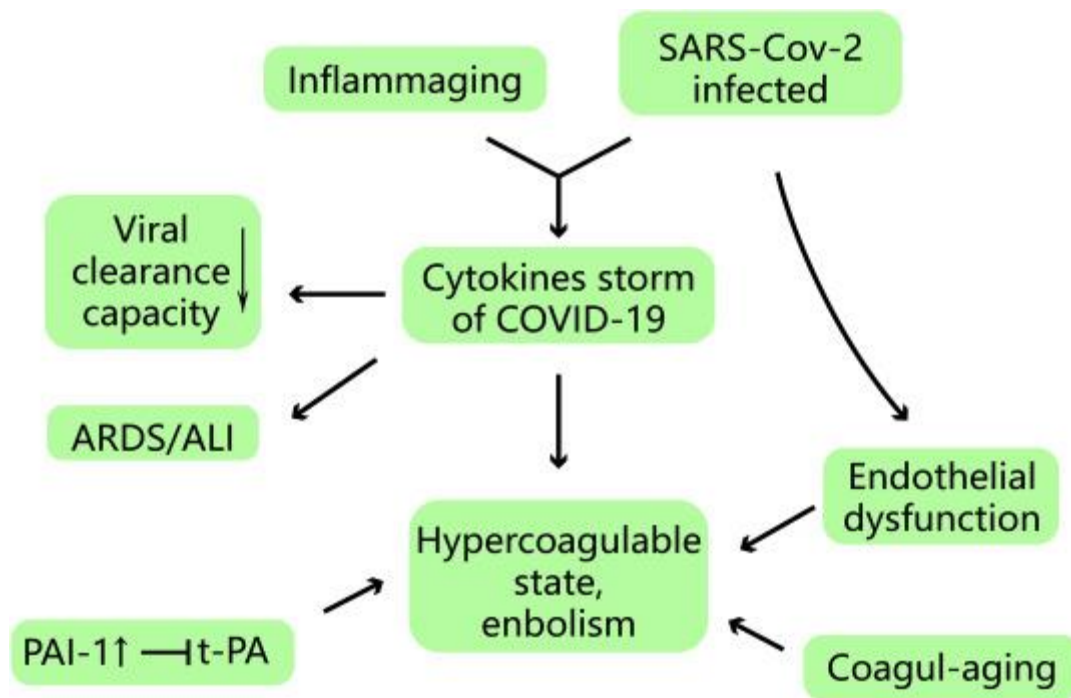 Inflammaging
SARS-Cov-2
infected
Viral
clearance
capacity
↓
Cytokines storm
of COVID-19
ARDS/ALI
Endothelial
dysfunction
Hypercoagulable
state,
enbolism
PAI-1↑ ⊣t-PA
Coagul-aging